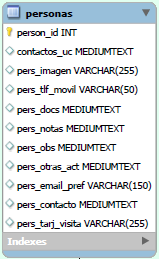 personas
person_id INT
contactos_uc MEDIUMTEXT
pers_imagen VARCHAR(255)
pers_tlf_movil VARCHAR(50)
pers_docs MEDIUMTEXT
pers_notas MEDIUMTEXT
pers_obs MEDIUMTEXT
pers_otras_act MEDIUMTEXT
pers_email_pref VARCHAR(150)
pers_contacto MEDIUMTEXT
pers_tarj_visita VARCHAR(255)
Indexes